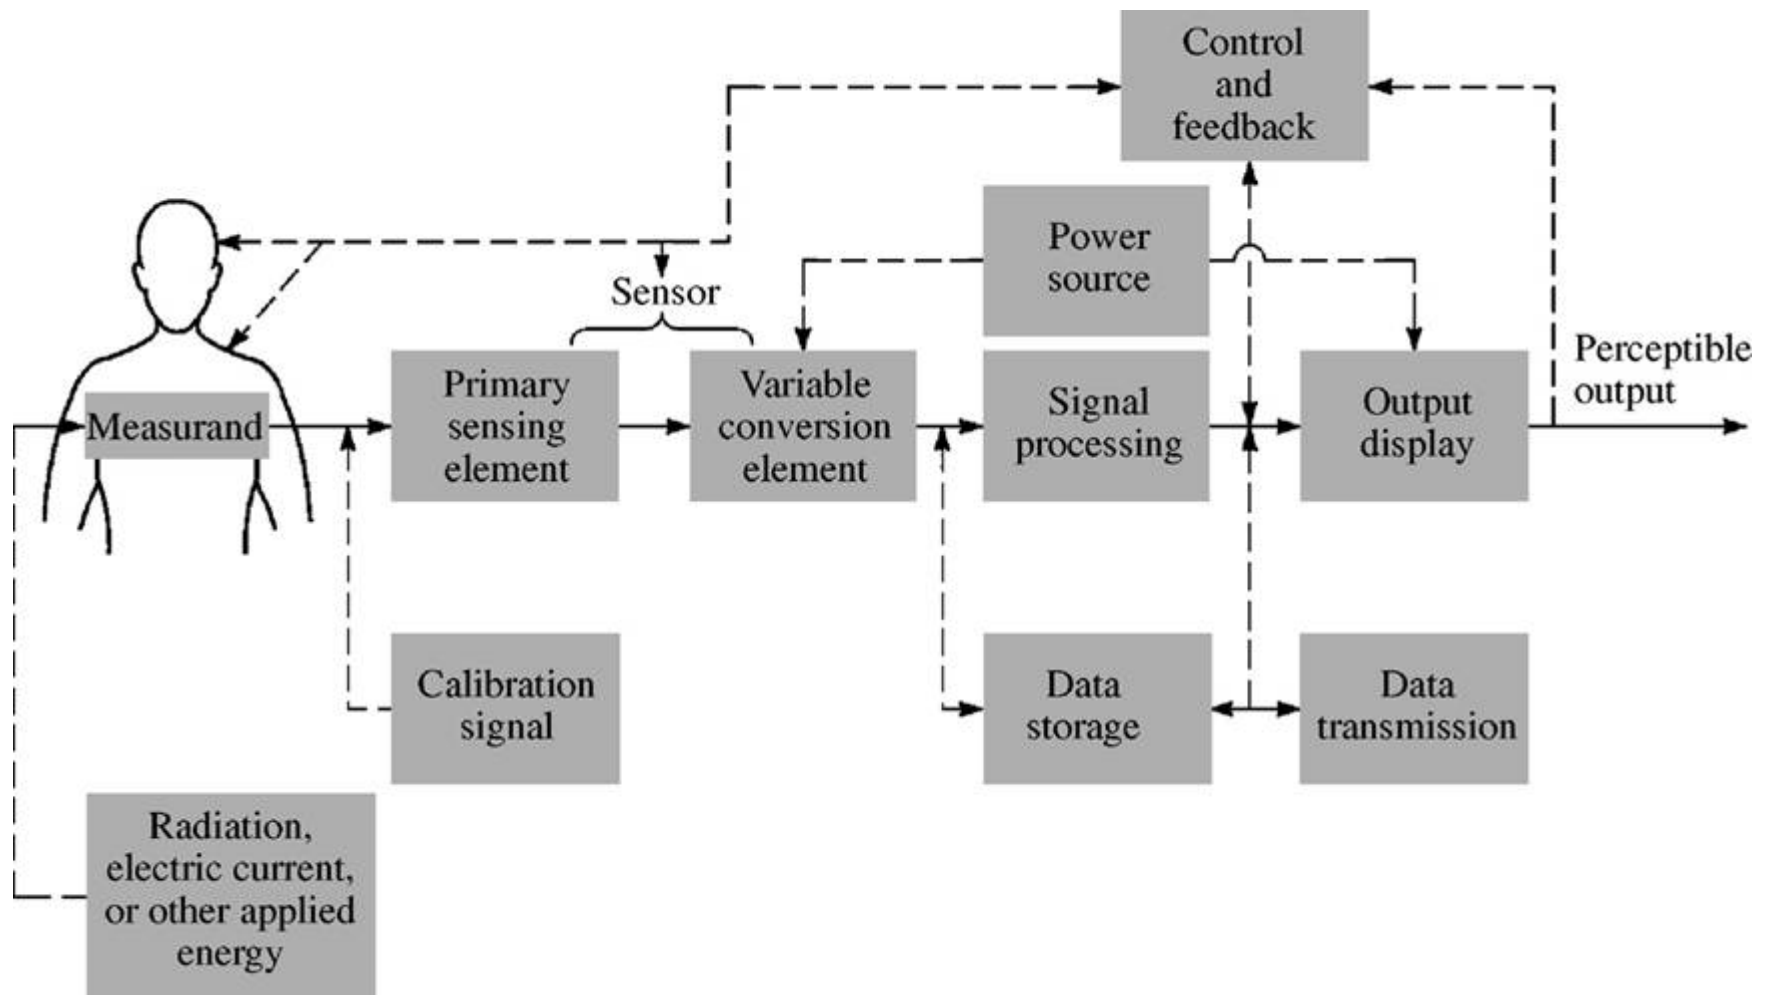 Control
and
feedback
Power
source
Sensor
Perceptible
output
Measurand
Primary
sensing
element
Variable
conversion
element
Signal
processing
Output
display
Calibration
signal
Data
storage
Data
transmission
Radiation,
electric current,
or other applied
energy